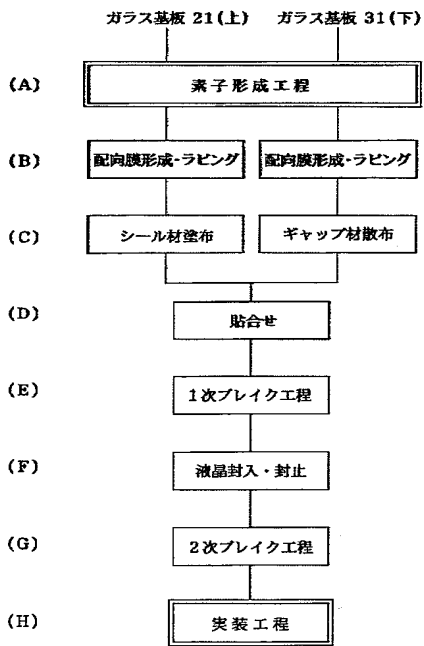 ガラス基板 21(上) ガラス基板 31(下)
(A) 素子形成工程
(B) 配向膜形成・ラビング 配向膜形成・ラビング
(C) シール材塗布 ギャップ材散布
(D) 貼合せ
(E) 1次ブレイク工程
(F) 液晶封入・封止
(G) 2次ブレイク工程
(H) 実装工程